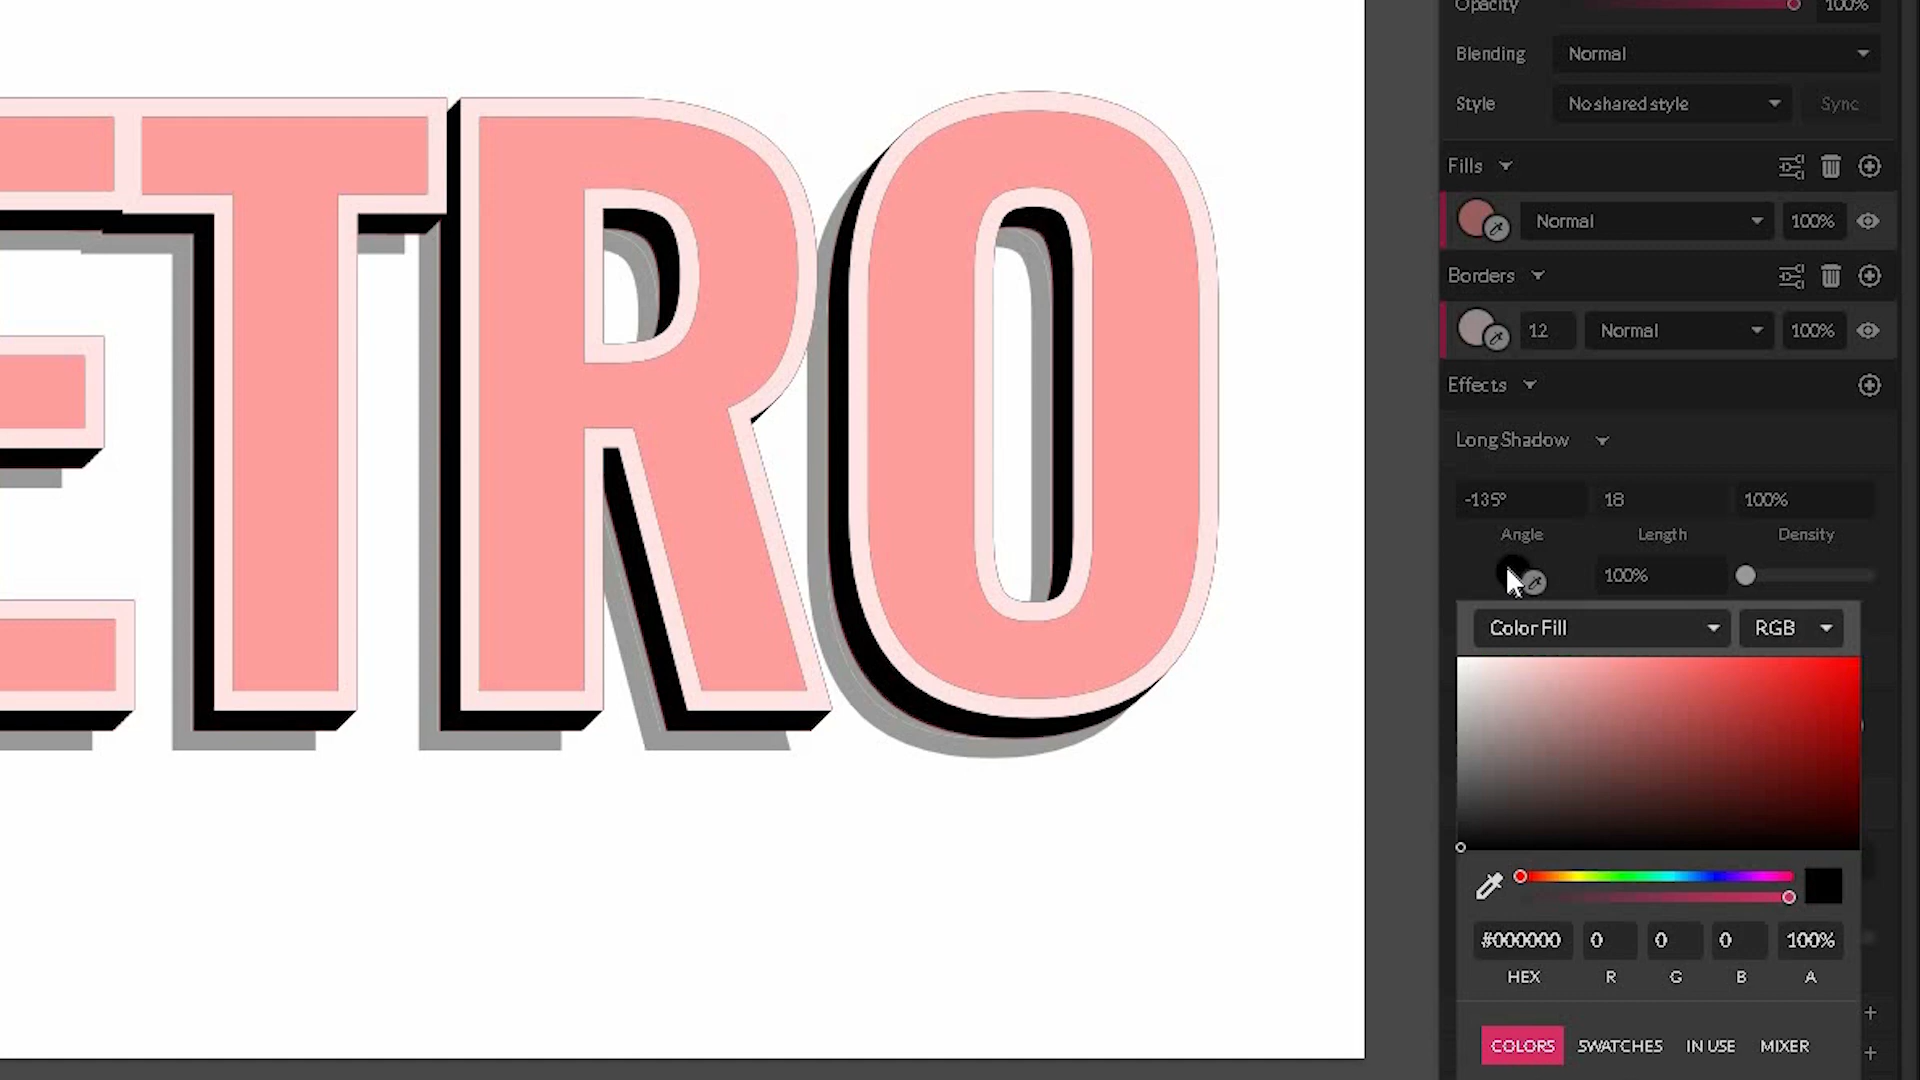 ETRO
Opacity 100%
Blending Normal
Style No shared style Sync
Fills
Normal 100%
Borders
12 Normal 100%
Effects
Long Shadow
-135° 18 100%
Angle Length Density
100%
Color Fill RGB
#000000 0 0 0 100%
HEX R G B A
COLORS SWATCHES IN USE MIXER